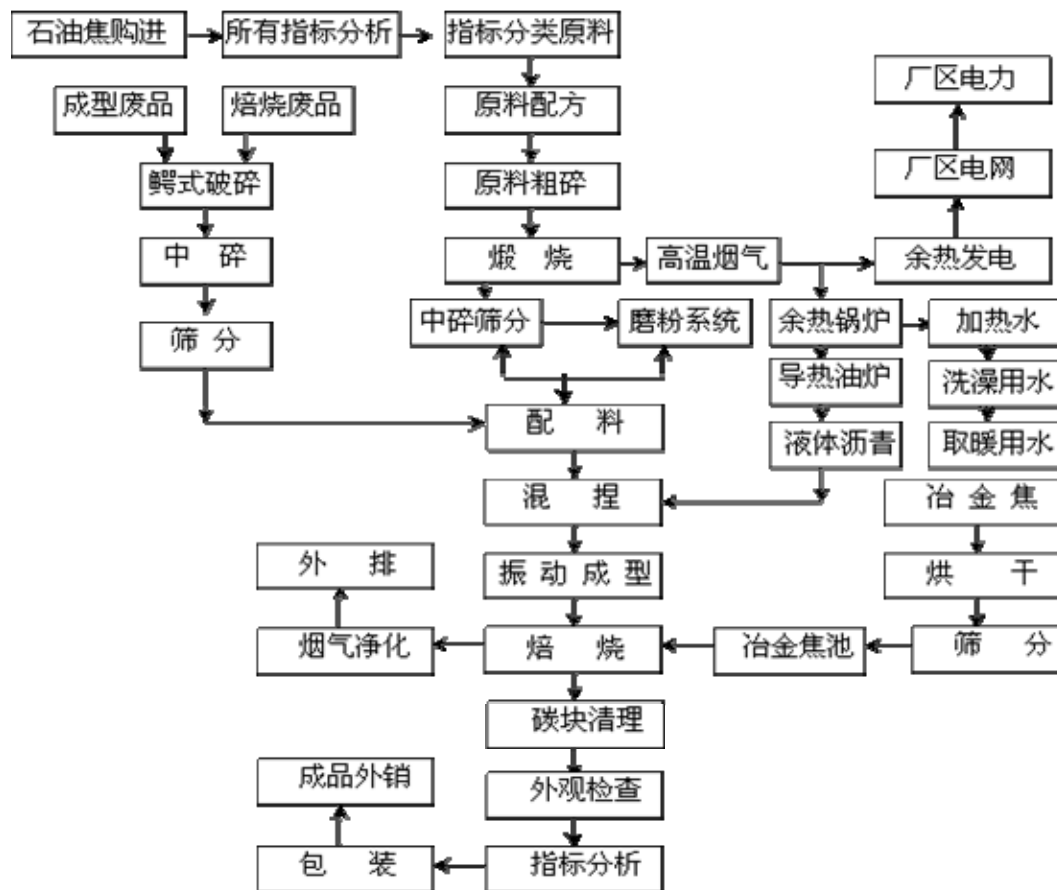 石油焦购进
所有指标分析
指标分类原料
厂区电力
成型废品
焙烧废品
原料配方
鳄式破碎
原料粗碎
厂区电网
中 碎
煅 烧
高温烟气
余热发电
筛 分
中碎筛分
磨粉系统
余热锅炉
加热水
导热油炉
洗澡用水
配 料
液体沥青
取暖用水
混 捏
冶 金 焦
外 排
振 动 成 型
烘 干
烟气净化
焙 烧
冶金焦池
筛 分
碳块清理
成品外销
外观检查
包 装
指标分析